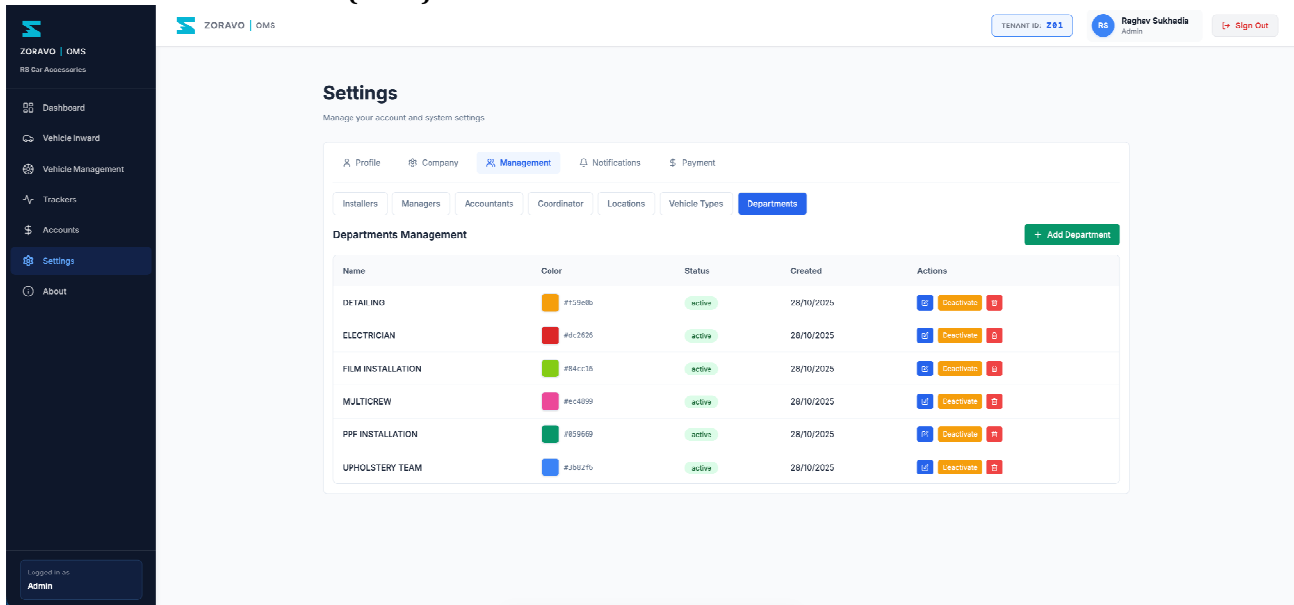 ZORAVO | OMS
RS Car Accessories
Dashboard
Vehicle Inward
Vehicle Management
Trackers
Accounts
Settings
About
Logged in as
Admin
ZORAVO | OMS
TENANT ID: Z01
RS
Raghav Sukhadia
Admin
Sign Out
Settings
Manage your account and system settings
Profile Company Management Notifications Payment
Installers Managers Accountants Coordinator Locations Vehicle Types Departments
Departments Management
+ Add Department
Name Color Status Created Actions
DETAILING #f59e0b active 28/10/2025 Deactivate
ELECTRICIAN #dc2626 active 28/10/2025 Deactivate
FILM INSTALLATION #84cc16 active 28/10/2025 Deactivate
MULTICREW #ec4899 active 28/10/2025 Deactivate
PPF INSTALLATION #059669 active 28/10/2025 Deactivate
UPHOLSTERY TEAM #3b82f6 active 28/10/2025 Deactivate